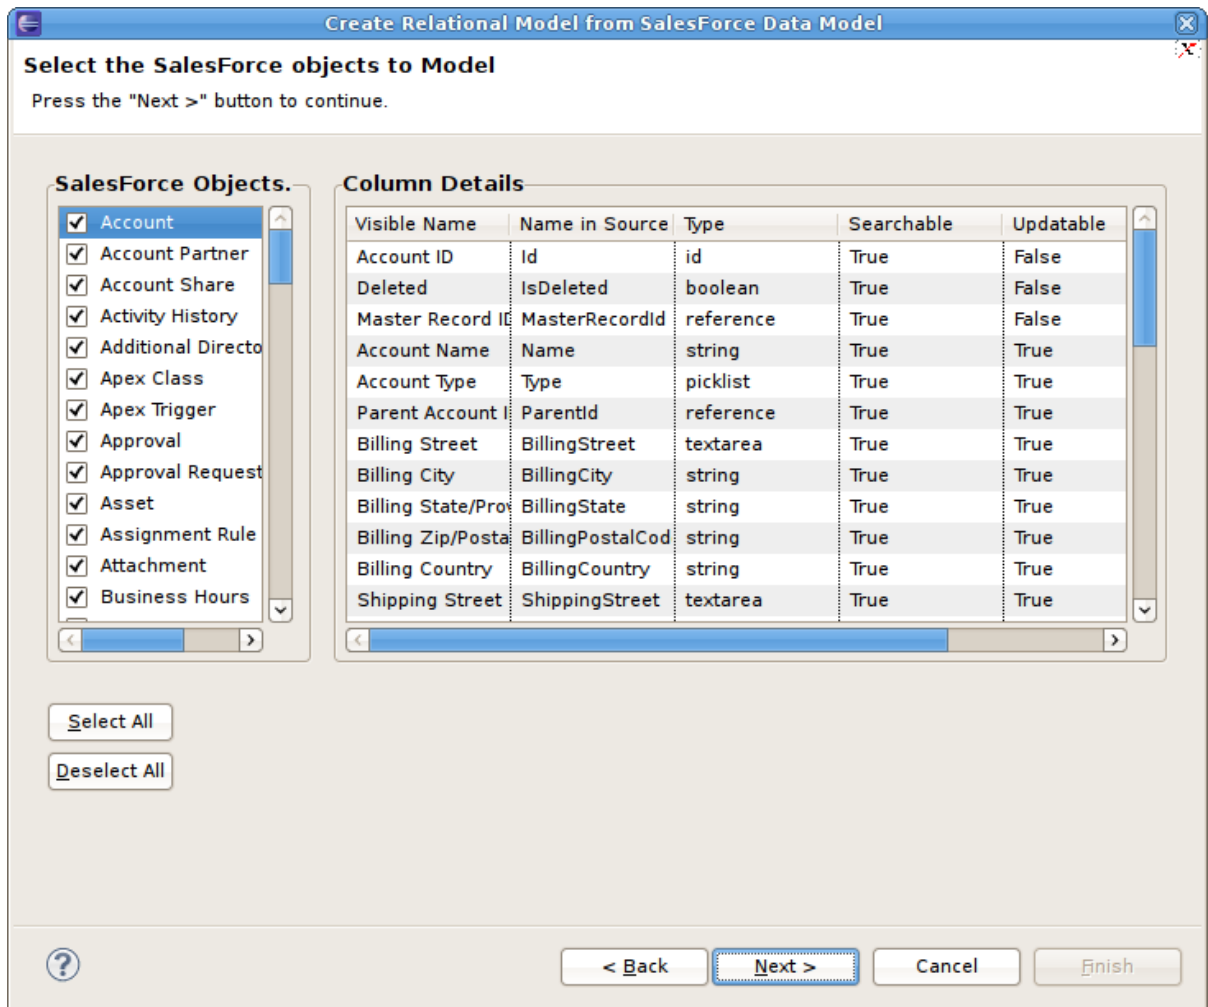 Create Relational Model from SalesForce Data Model
Select the SalesForce objects to Model
Press the "Next >" button to continue.
SalesForce Objects.
Account
Account Partner
Account Share
Activity History
Additional Directo
Apex Class
Apex Trigger
Approval
Approval Request
Asset
Assignment Rule
Attachment
Business Hours
Column Details
Visible Name Name in Source Type Searchable Updatable
Account ID Id id True False
Deleted IsDeleted boolean True False
Master Record ID MasterRecordId reference True False
Account Name Name string True True
Account Type Type picklist True True
Parent Account I ParentId reference True True
Billing Street BillingStreet textarea True True
Billing City BillingCity string True True
Billing State/Prov BillingState string True True
Billing Zip/Posta BillingPostalCod string True True
Billing Country BillingCountry string True True
Shipping Street ShippingStreet textarea True True
Select All
Deselect All
?
< Back Next > Cancel Finish